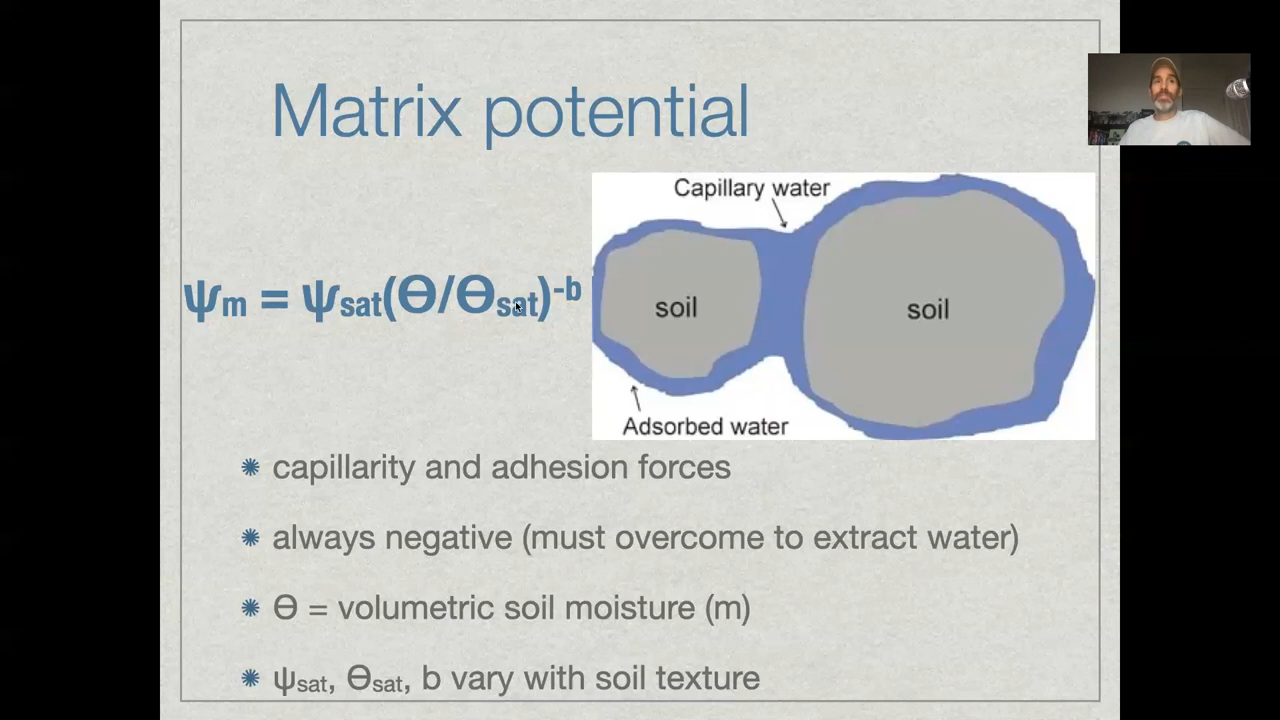 Matrix potential
Capillary water
ψm = ψsat(Θ/Θsat)-b
soil
soil
Adsorbed water
capillarity and adhesion forces
always negative (must overcome to extract water)
Θ = volumetric soil moisture (m)
ψsat, Θsat, b vary with soil texture